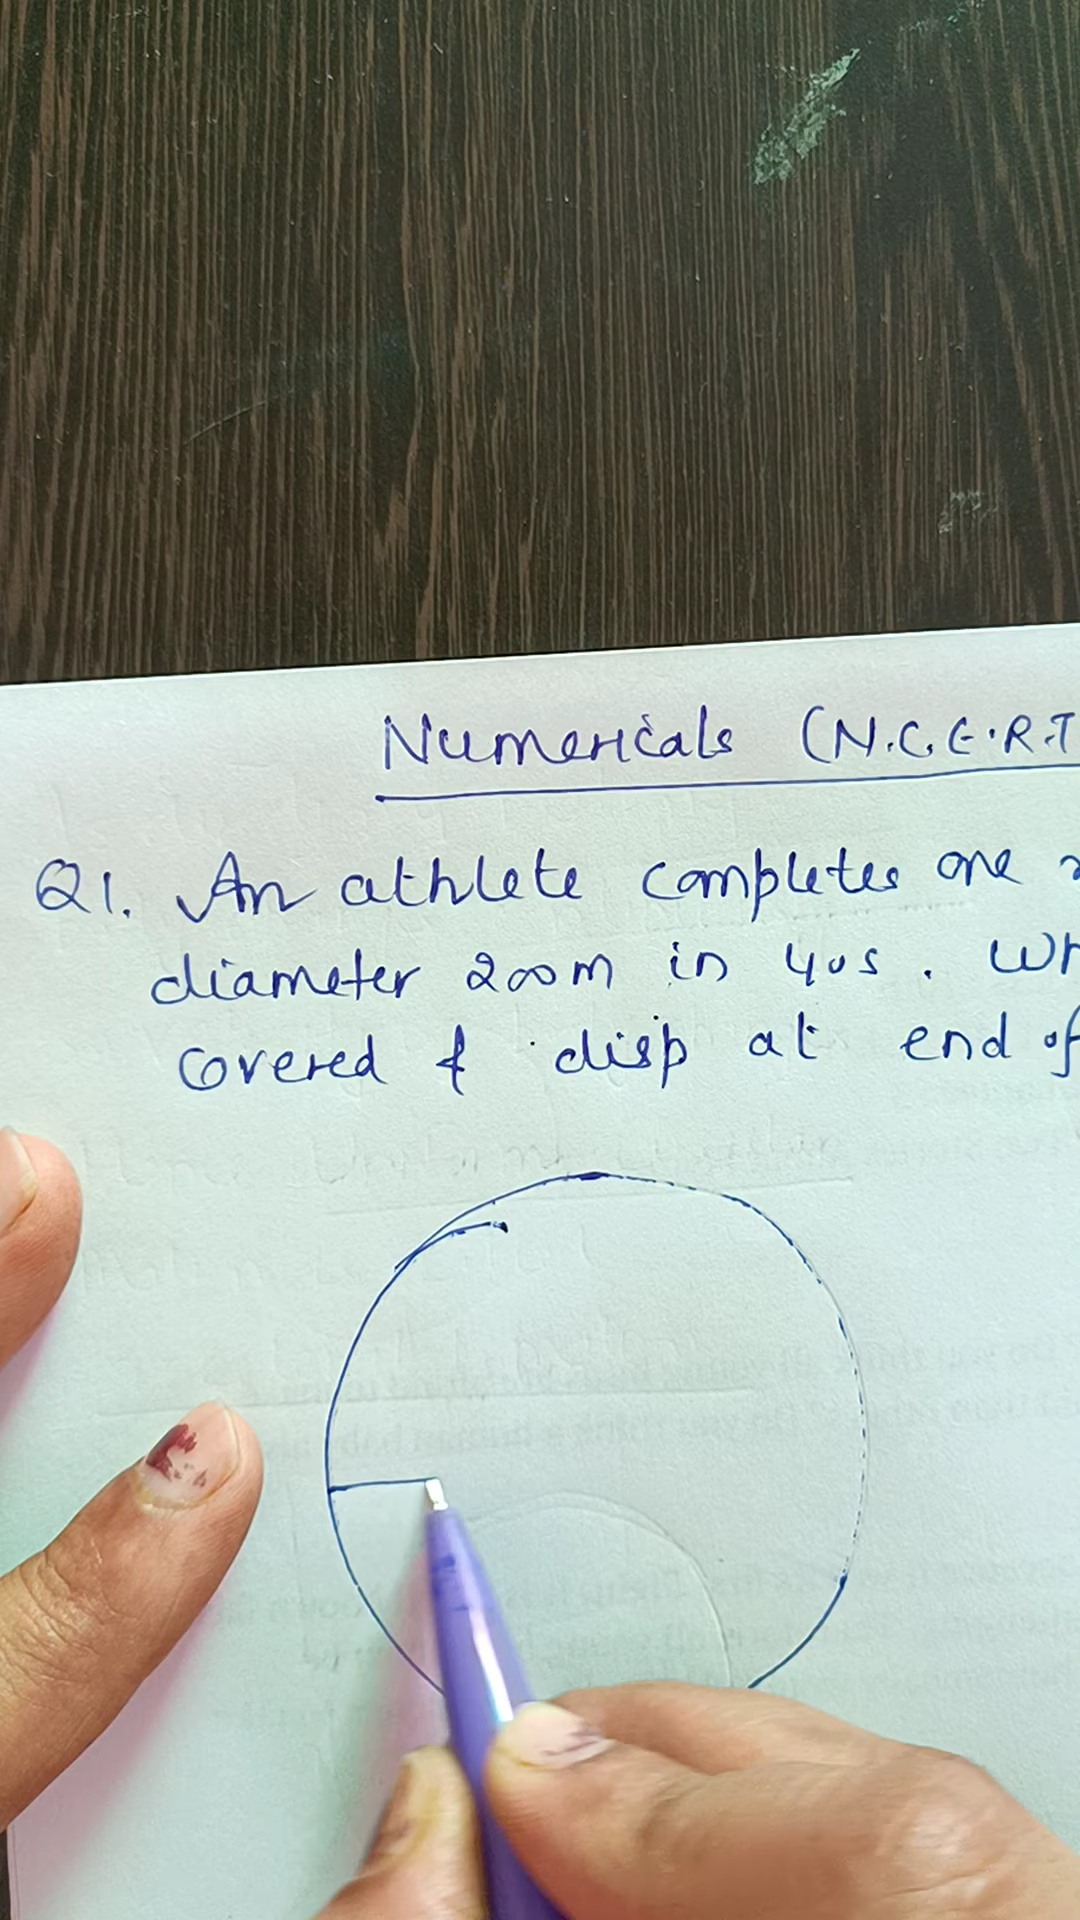 Numericals (N.C.E.R.T
Q1. An athlete completes one
diameter 200m in 40s. Wh
covered & disp at end of